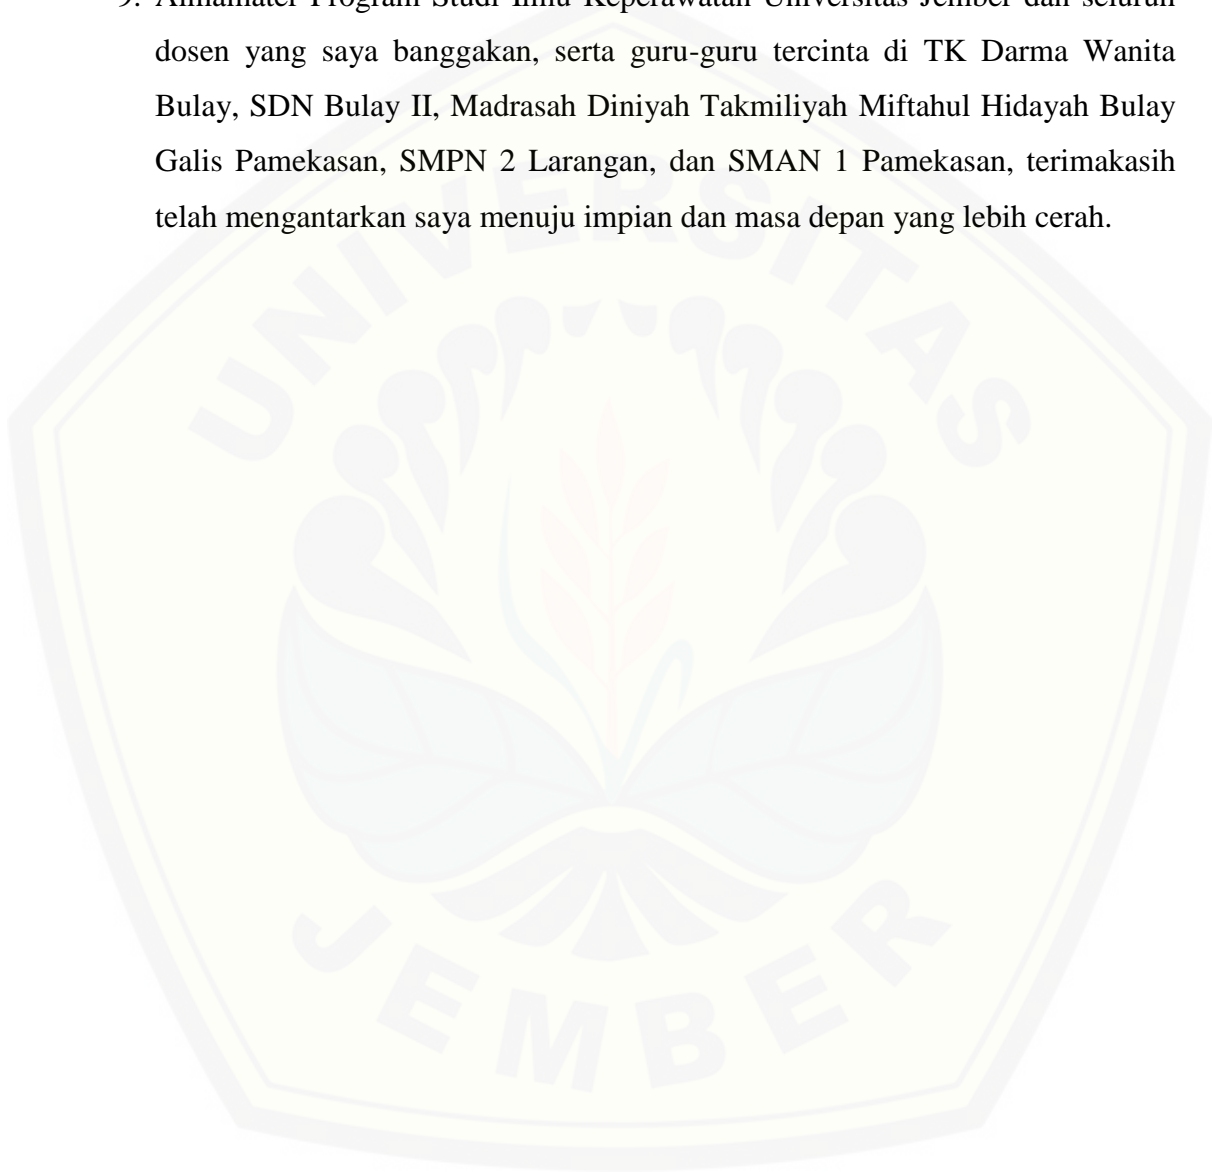 9. Almamater Program Studi Ilmu Keperawatan Universitas Jember dan seluruh
dosen yang saya banggakan, serta guru-guru tercinta di TK Darma Wanita
Bulay, SDN Bulay II, Madrasah Diniyah Takmiliyah Miftahul Hidayah Bulay
Galis Pamekasan, SMPN 2 Larangan, dan SMAN 1 Pamekasan, terimakasih
telah mengantarkan saya menuju impian dan masa depan yang lebih cerah.
UNIVERSITAS
JEMBER